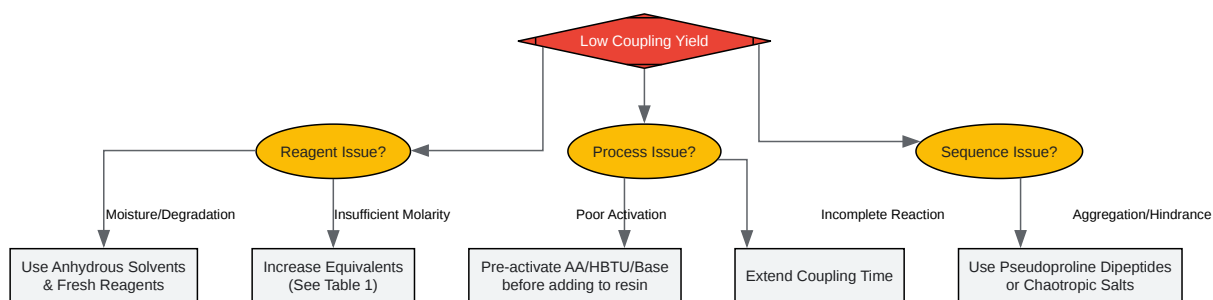 Low Coupling Yield
Reagent Issue?
Process Issue?
Sequence Issue?
Moisture/Degradation
Insufficient Molarity
Poor Activation
Incomplete Reaction
Aggregation/Hindrance
Use Anhydrous Solvents
& Fresh Reagents
Increase Equivalents
(See Table 1)
Pre-activate AA/HBTU/Base
before adding to resin
Extend Coupling Time
Use Pseudoproline Dipeptides
or Chaotropic Salts